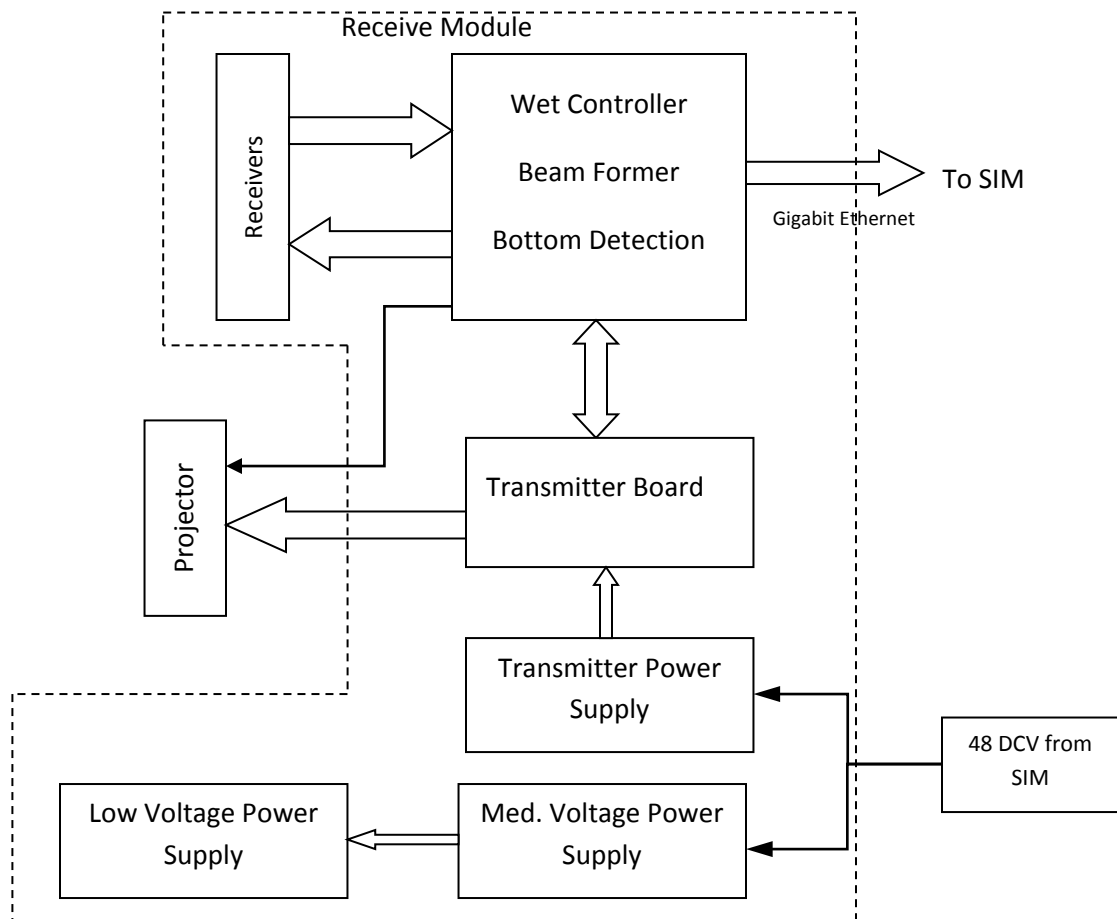 Receive Module
Receivers
Wet Controller
Beam Former
Bottom Detection
To SIM
Gigabit Ethernet
Projector
Transmitter Board
Transmitter Power
Supply
48 DCV from
SIM
Low Voltage Power
Supply
Med. Voltage Power
Supply